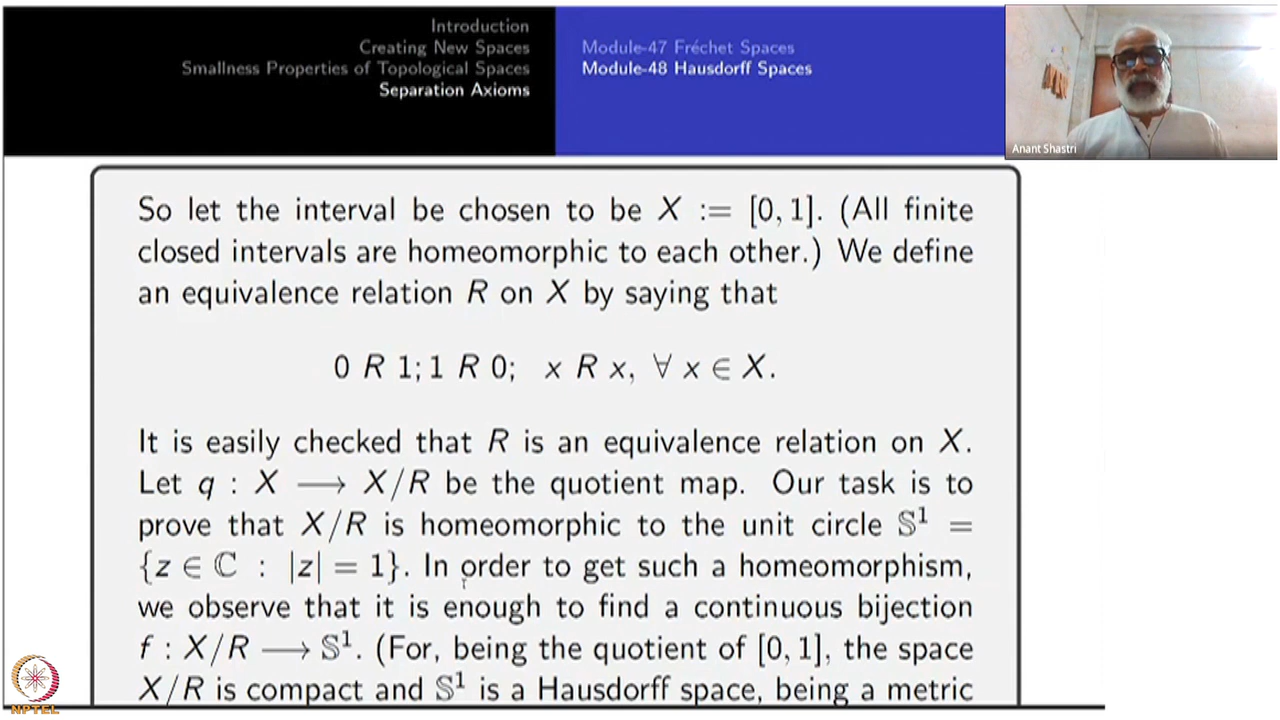 Introduction
Creating New Spaces
Smallness Properties of Topological Spaces
Separation Axioms
Module-47 Fréchet Spaces
Module-48 Hausdorff Spaces
Anant Shastri
So let the interval be chosen to be X := [0, 1]. (All finite
closed intervals are homeomorphic to each other.) We define
an equivalence relation R on X by saying that
0 R 1; 1 R 0; x R x, ∀ x ∈ X.
It is easily checked that R is an equivalence relation on X.
Let q : X ⟶ X/R be the quotient map. Our task is to
prove that X/R is homeomorphic to the unit circle 𝕊¹ =
{z ∈ ℂ : |z| = 1}. In order to get such a homeomorphism,
we observe that it is enough to find a continuous bijection
f : X/R ⟶ 𝕊¹. (For, being the quotient of [0, 1], the space
X/R is compact and 𝕊¹ is a Hausdorff space, being a metric
NPTEL